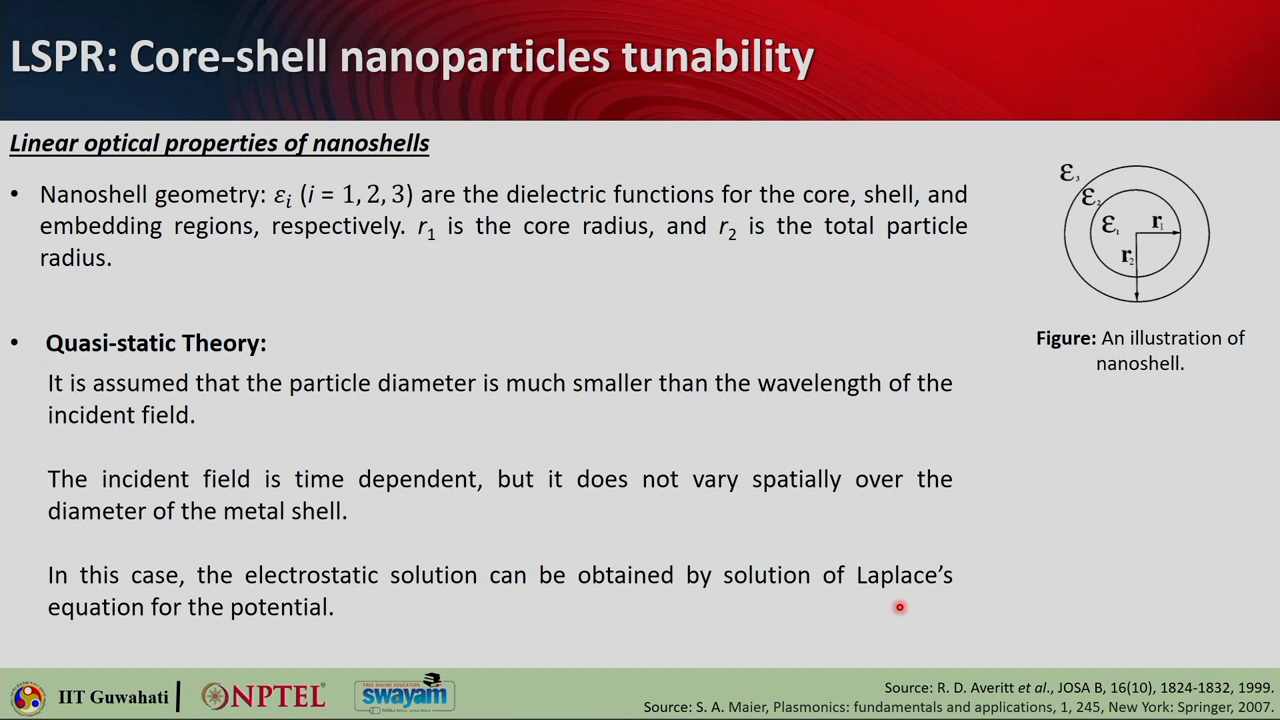 LSPR: Core-shell nanoparticles tunability
Linear optical properties of nanoshells
• Nanoshell geometry: εᵢ (i = 1, 2, 3) are the dielectric functions for the core, shell, and
embedding regions, respectively. r₁ is the core radius, and r₂ is the total particle
radius.
• Quasi-static Theory:
It is assumed that the particle diameter is much smaller than the wavelength of the
incident field.
The incident field is time dependent, but it does not vary spatially over the
diameter of the metal shell.
In this case, the electrostatic solution can be obtained by solution of Laplace’s
equation for the potential.
ε₃
ε₂
ε₁ r₁
r₂
Figure: An illustration of
nanoshell.
IIT Guwahati
NPTEL
FREE ONLINE EDUCATION
swayam
Source: R. D. Averitt et al., JOSA B, 16(10), 1824-1832, 1999.
Source: S. A. Maier, Plasmonics: fundamentals and applications, 1, 245, New York: Springer, 2007.